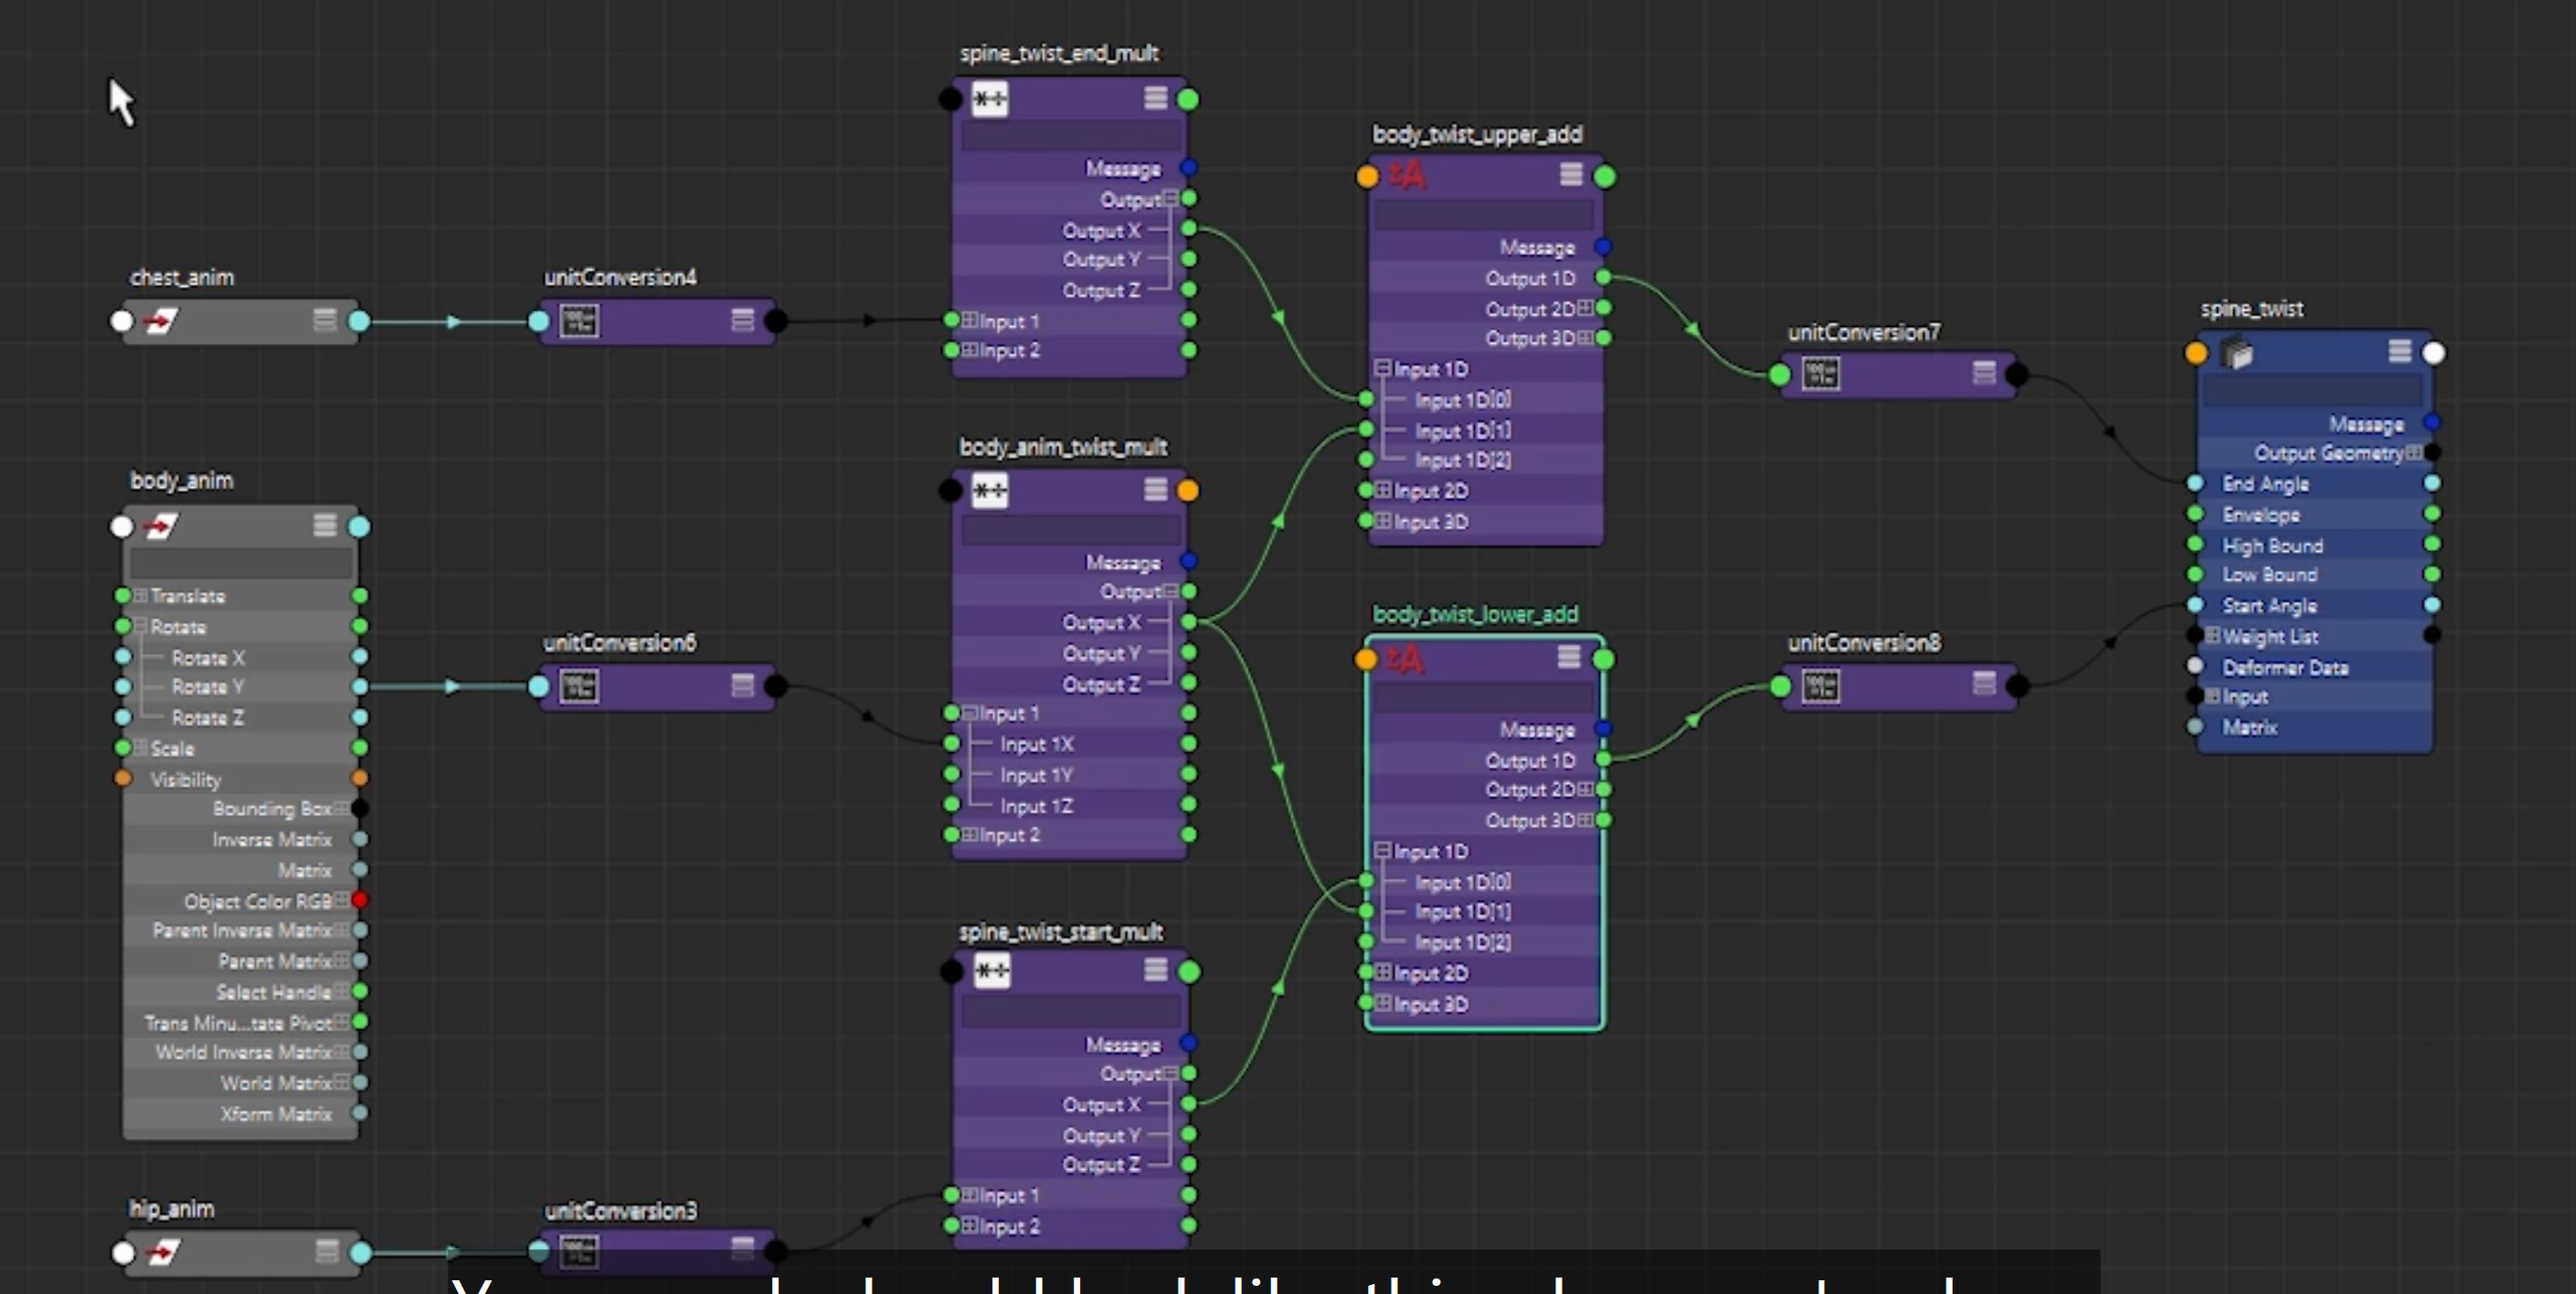 spine_twist_end_mult
Message
Output
Output X
Output Y
Output Z
Input 1
Input 2
chest_anim
unitConversion4
body_twist_upper_add
Message
Output 1D
Output 2D
Output 3D
Input 1D
Input 1D[0]
Input 1D[1]
Input 1D[2]
Input 2D
Input 3D
unitConversion7
spine_twist
Message
Output Geometry
End Angle
Envelope
High Bound
Low Bound
Start Angle
Weight List
Deformer Data
Input
Matrix
body_anim
Translate
Rotate
Rotate X
Rotate Y
Rotate Z
Scale
Visibility
Bounding Box
Inverse Matrix
Matrix
Object Color RGB
Parent Inverse Matrix
Parent Matrix
Select Handle
Trans Minu...tate Pivot
World Inverse Matrix
World Matrix
Xform Matrix
unitConversion6
body_anim_twist_mult
Message
Output
Output X
Output Y
Output Z
Input 1
Input 1X
Input 1Y
Input 1Z
Input 2
body_twist_lower_add
Message
Output 1D
Output 2D
Output 3D
Input 1D
Input 1D[0]
Input 1D[1]
Input 1D[2]
Input 2D
Input 3D
unitConversion8
spine_twist_start_mult
Message
Output
Output X
Output Y
Output Z
Input 1
Input 2
hip_anim
unitConversion3